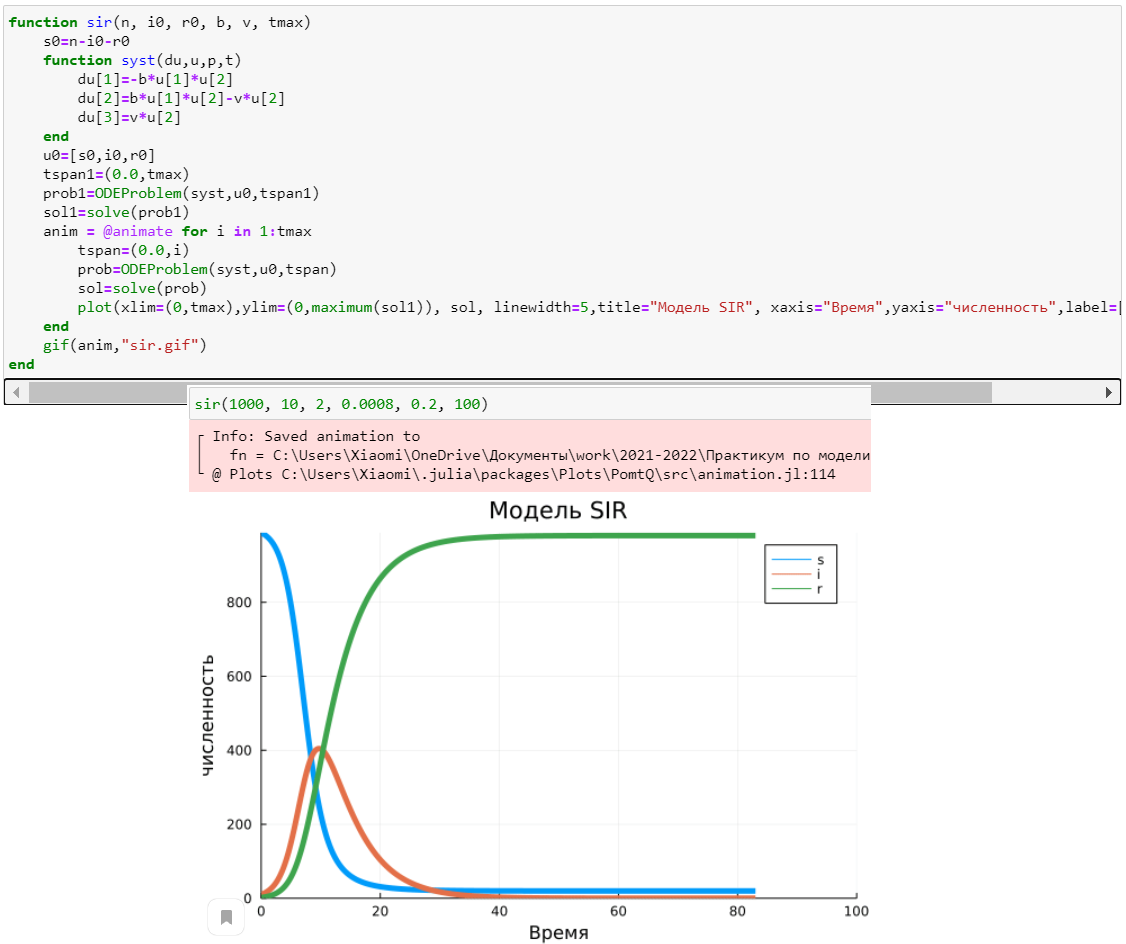 function sir(n, i0, r0, b, v, tmax)
    s0=n-i0-r0
    function syst(du,u,p,t)
        du[1]=-b*u[1]*u[2]
        du[2]=b*u[1]*u[2]-v*u[2]
        du[3]=v*u[2]
    end
    u0=[s0,i0,r0]
    tspan1=(0.0,tmax)
    prob1=ODEProblem(syst,u0,tspan1)
    sol1=solve(prob1)
    anim = @animate for i in 1:tmax
        tspan=(0.0,i)
        prob=ODEProblem(syst,u0,tspan)
        sol=solve(prob)
        plot(xlim=(0,tmax),ylim=(0,maximum(sol1)), sol, linewidth=5,title="Модель SIR", xaxis="Время",yaxis="численность",label=[
    end
    gif(anim,"sir.gif")
end
sir(1000, 10, 2, 0.0008, 0.2, 100)
┌ Info: Saved animation to
│   fn = C:\Users\Xiaomi\OneDrive\Документы\work\2021-2022\Практикум по модели
└ @ Plots C:\Users\Xiaomi\.julia\packages\Plots\PomtQ\src\animation.jl:114
Модель SIR
s
i
r
800
600
400
200
0
численность
0 20 40 60 80 100
Время